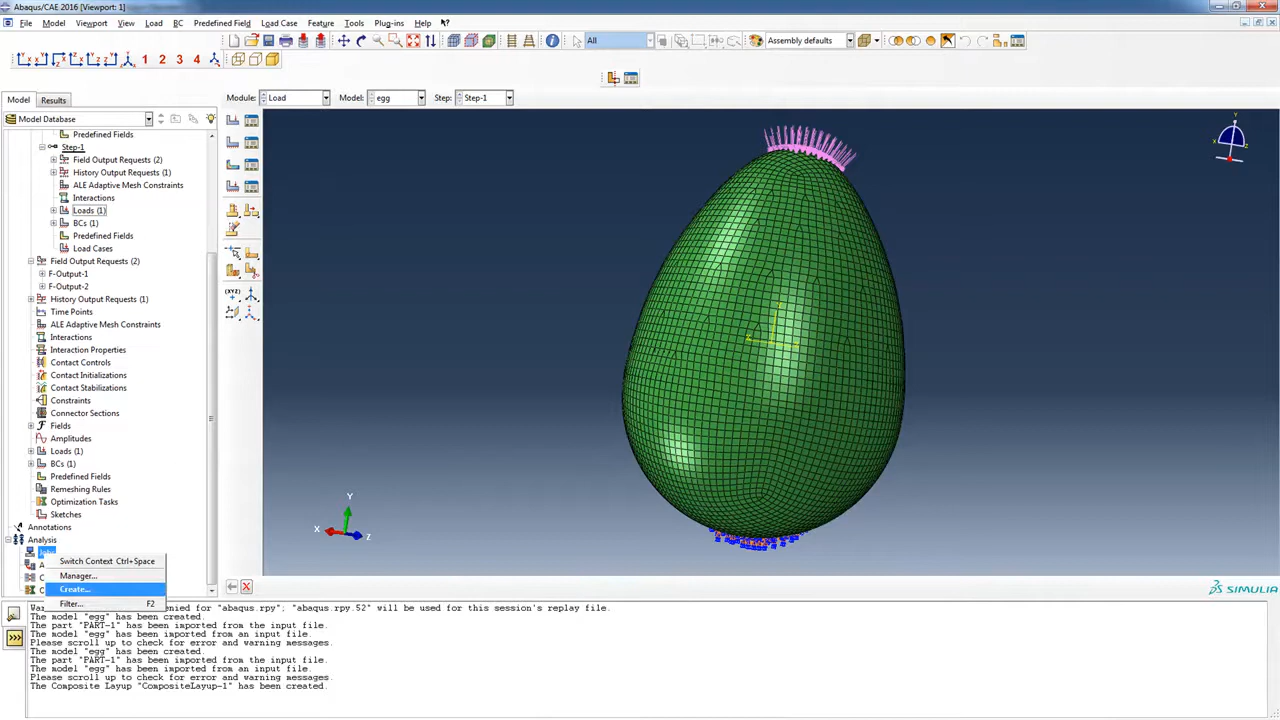 Abaqus/CAE 2016 [Viewport: 1]
File Model Viewport View Load BC Predefined Field Load Case Feature Tools Plug-ins Help
All Assembly defaults
1 2 3 4
Model Results
Module: Load Model: egg Step: Step-1
Model Database
Predefined Fields
Step-1
Field Output Requests (2)
History Output Requests (1)
ALE Adaptive Mesh Constraints
Interactions
Loads (1)
BCs (1)
Predefined Fields
Load Cases
Field Output Requests (2)
F-Output-1
F-Output-2
History Output Requests (1)
Time Points
ALE Adaptive Mesh Constraints
Interactions
Interaction Properties
Contact Controls
Contact Initializations
Contact Stabilizations
Constraints
Connector Sections
Fields
Amplitudes
Loads (1)
BCs (1)
Predefined Fields
Remeshing Rules
Optimization Tasks
Sketches
Annotations
Analysis
Switch Context Ctrl+Space
Manager...
Create...
Filter... F2
(XYZ)
Y
X
Z
Y
X
Z
SIMULIA
denied for "abaqus.rpy"; "abaqus.rpy.52" will be used for this session's replay file.
The model "egg" has been created.
The part "PART-1" has been imported from the input file.
The model "egg" has been imported from an input file.
Please scroll up to check for error and warning messages.
The model "egg" has been created.
The part "PART-1" has been imported from the input file.
The model "egg" has been imported from an input file.
Please scroll up to check for error and warning messages.
The Composite Layup "CompositeLayup-1" has been created.